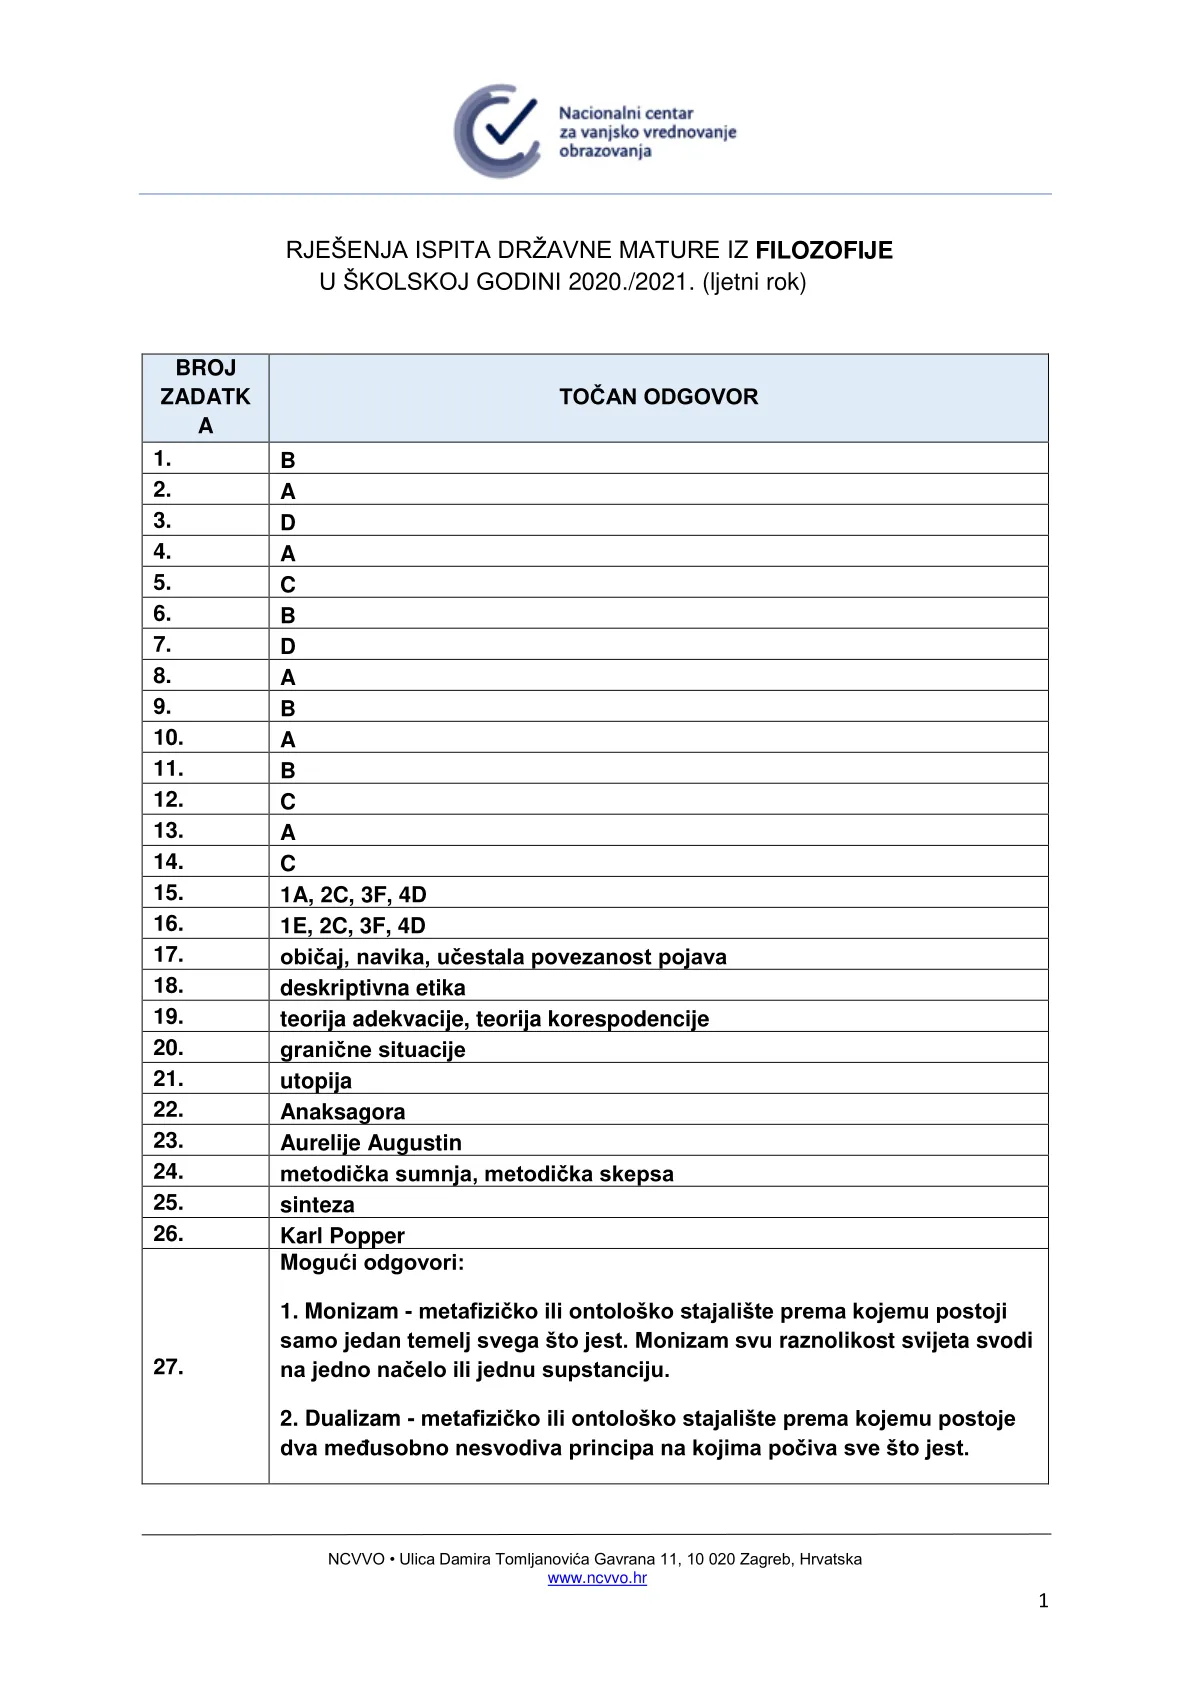 Nacionalni centar
za vanjsko vrednovanje
obrazovanja
RJEŠENJA ISPITA DRŽAVNE MATURE IZ FILOZOFIJE
U ŠKOLSKOJ GODINI 2020./2021. (ljetni rok)
BROJ
ZADATK
A
TOČAN ODGOVOR
1. B
2. A
3. D
4. A
5. C
6. B
7. D
8. A
9. B
10. A
11. B
12. C
13. A
14. C
15. 1A, 2C, 3F, 4D
16. 1E, 2C, 3F, 4D
17. običaj, navika, učestala povezanost pojava
18. deskriptivna etika
19. teorija adekvacije, teorija korespodencije
20. granične situacije
21. utopija
22. Anaksagora
23. Aurelije Augustin
24. metodička sumnja, metodička skepsa
25. sinteza
26. Karl Popper
27.
Mogući odgovori:
1. Monizam - metafizičko ili ontološko stajalište prema kojemu postoji
samo jedan temelj svega što jest. Monizam svu raznolikost svijeta svodi
na jedno načelo ili jednu supstanciju.
2. Dualizam - metafizičko ili ontološko stajalište prema kojemu postoje
dva međusobno nesvodiva principa na kojima počiva sve što jest.
NCVVO • Ulica Damira Tomljanovića Gavrana 11, 10 020 Zagreb, Hrvatska
www.ncvvo.hr
1